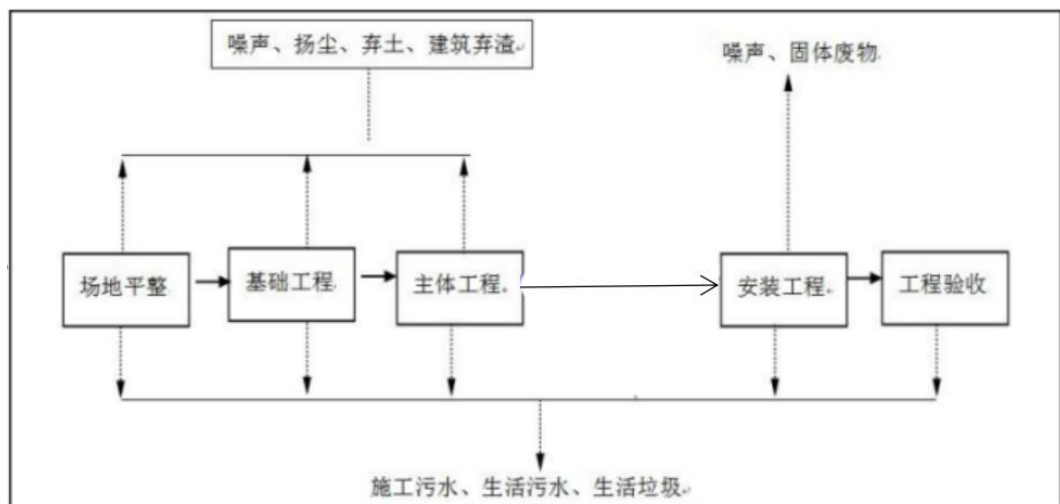 噪声、扬尘、弃土、建筑弃渣
噪声、固体废物
场地平整
基础工程
主体工程
安装工程
工程验收
施工污水、生活污水、生活垃圾